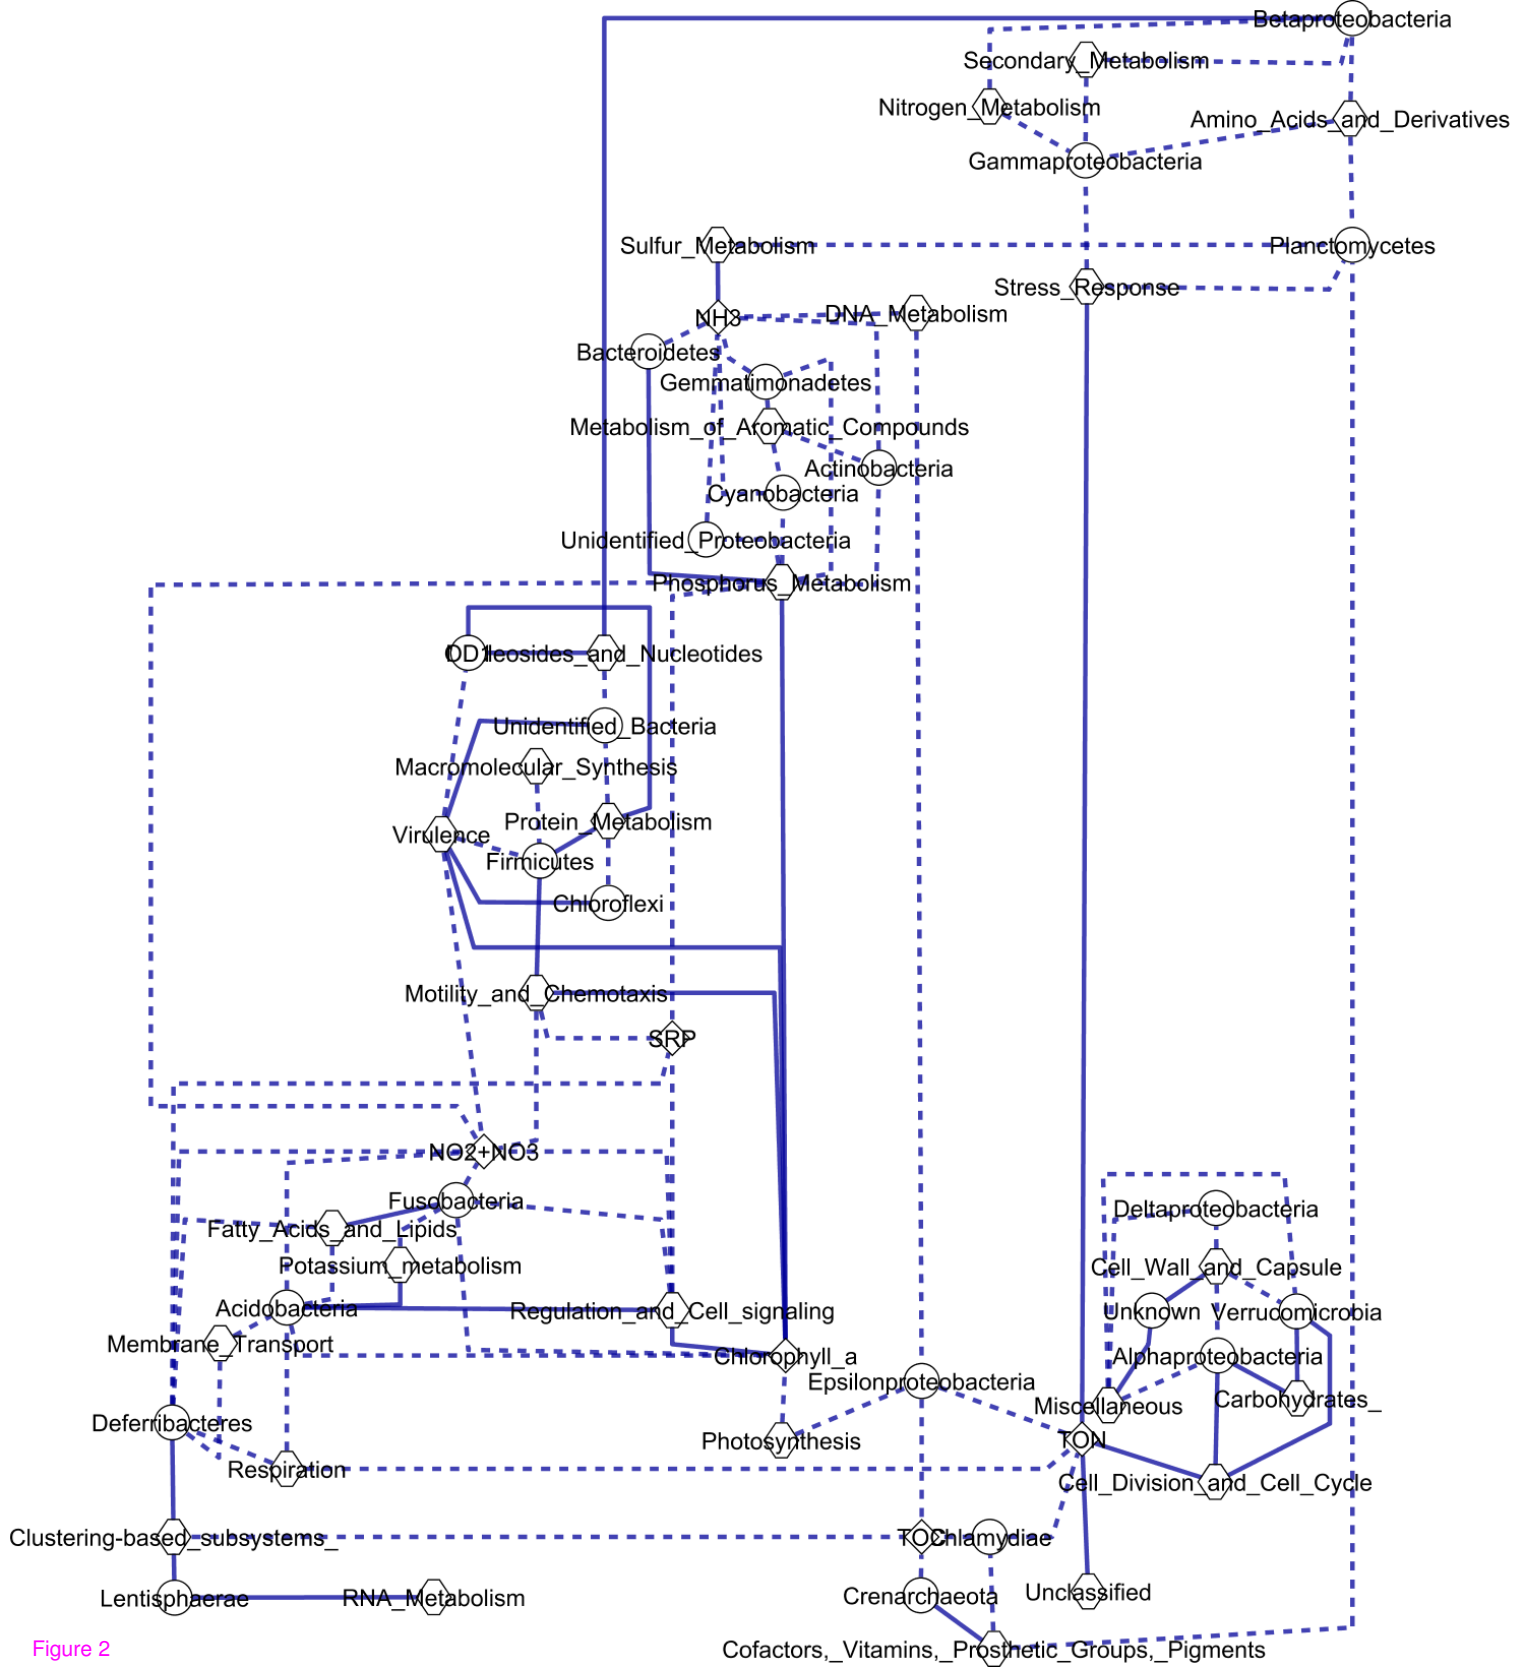 Betaproteobacteria
Secondary_Metabolism
Nitrogen_Metabolism
Amino_Acids_and_Derivatives
Gammaproteobacteria
Sulfur_Metabolism
Planctomycetes
Stress_Response
NH3
DNA_Metabolism
Bacteroidetes
Gemmatimonadetes
Metabolism_of_Aromatic_Compounds
Actinobacteria
Cyanobacteria
Unidentified_Proteobacteria
Phosphorus_Metabolism
OD1leosides_and_Nucleotides
Unidentified_Bacteria
Macromolecular_Synthesis
Protein_Metabolism
Virulence
Firmicutes
Chloroflexi
Motility_and_Chemotaxis
SRP
NO2+NO3
Fusobacteria
Deltaproteobacteria
Fatty_Acids_and_Lipids
Potassium_metabolism
Cell_Wall_and_Capsule
Acidobacteria
Regulation_and_Cell_signaling
Unknown
Verrucomicrobia
Membrane_Transport
Chlorophyll_a
Alphaproteobacteria
Epsilonproteobacteria
Carbohydrates_
Miscellaneous
Deferribacteres
Photosynthesis
TON
Respiration
Cell_Division_and_Cell_Cycle
Clustering-based_subsystems_
TOC
Chlamydiae
Crenarchaeota
Unclassified
Lentisphaerae
RNA_Metabolism
Cofactors,_Vitamins,_Prosthetic_Groups,_Pigments
Figure 2